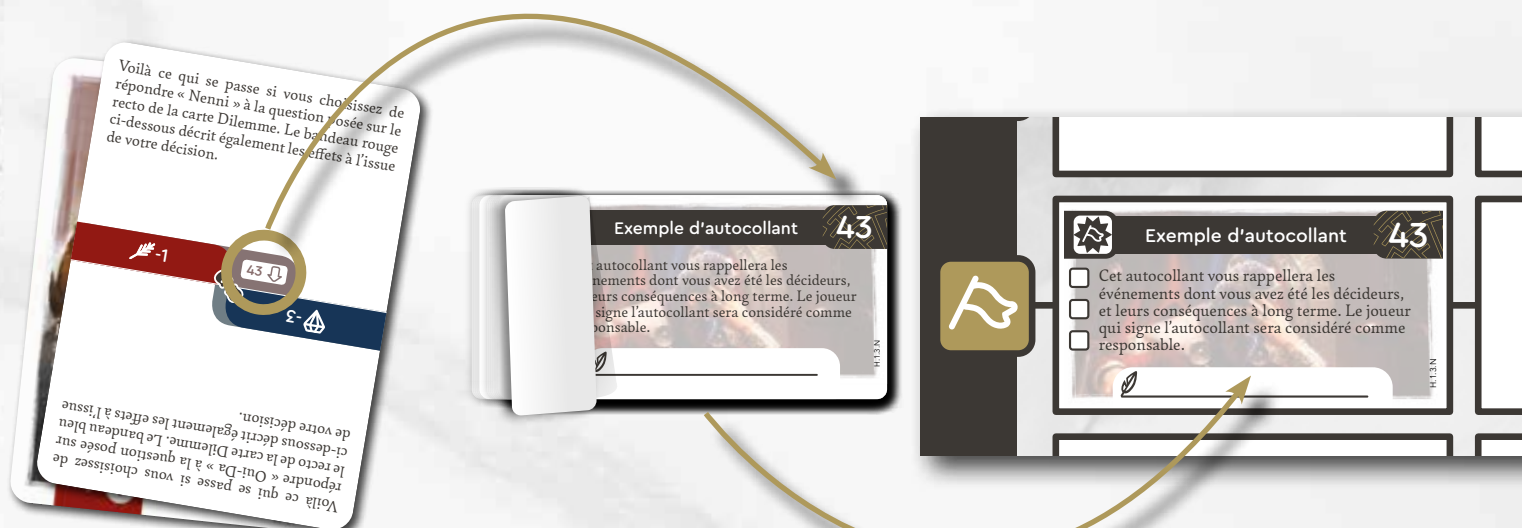 Voilà ce qui se passe si vous choisissez de
répondre « Nenni » à la question posée sur le
recto de la carte Dilemme. Le bandeau rouge
ci-dessous décrit également les effets à l'issue
de votre décision.
-1
43
-3
Voilà ce qui se passe si vous choisissez de
répondre « Oui-Da » à la question posée sur
le recto de la carte Dilemme. Le bandeau bleu
ci-dessous décrit également les effets à l'issue
de votre décision.
Exemple d'autocollant 43
autocollant vous rappellera les
nements dont vous avez été les décideurs,
eurs conséquences à long terme. Le joueur
signe l'autocollant sera considéré comme
ponsable.
H.1.3.N
Exemple d'autocollant 43
Cet autocollant vous rappellera les
événements dont vous avez été les décideurs,
et leurs conséquences à long terme. Le joueur
qui signe l'autocollant sera considéré comme
responsable.
H.1.3.N